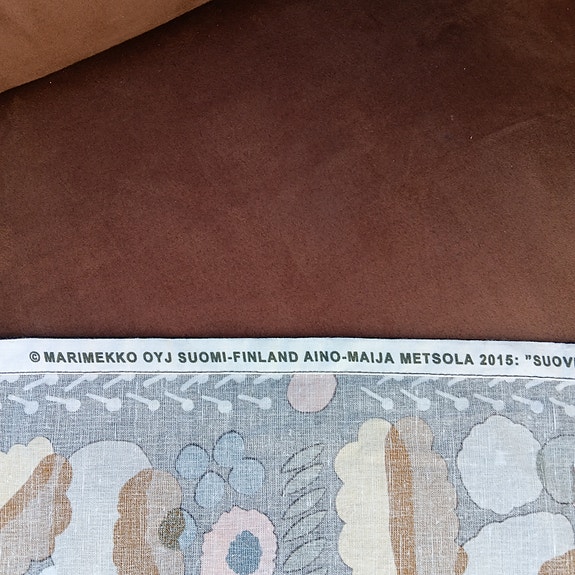 © MARIMEKKO OYJ SUOMI-FINLAND AINO-MAIJA METSOLA 2015: "SUOV